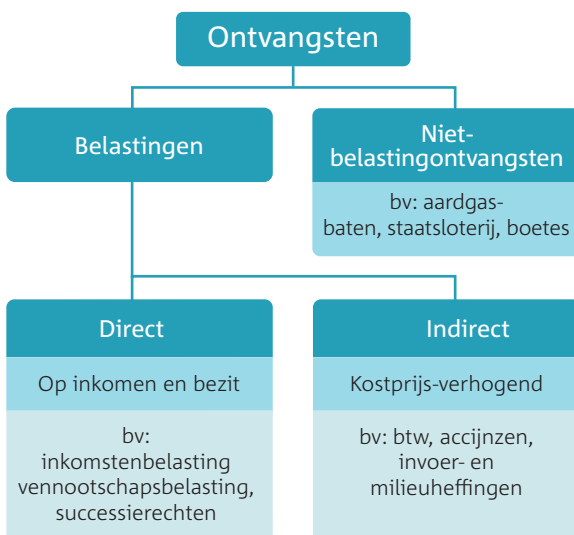 Ontvangsten
Belastingen
Niet-
belastingontvangsten
bv: aardgas-
baten, staatsloterij, boetes
Direct
Op inkomen en bezit
bv:
inkomstenbelasting
vennootschapsbelasting,
successierechten
Indirect
Kostprijs-verhogend
bv: btw, accijnzen,
invoer- en
milieuheffingen